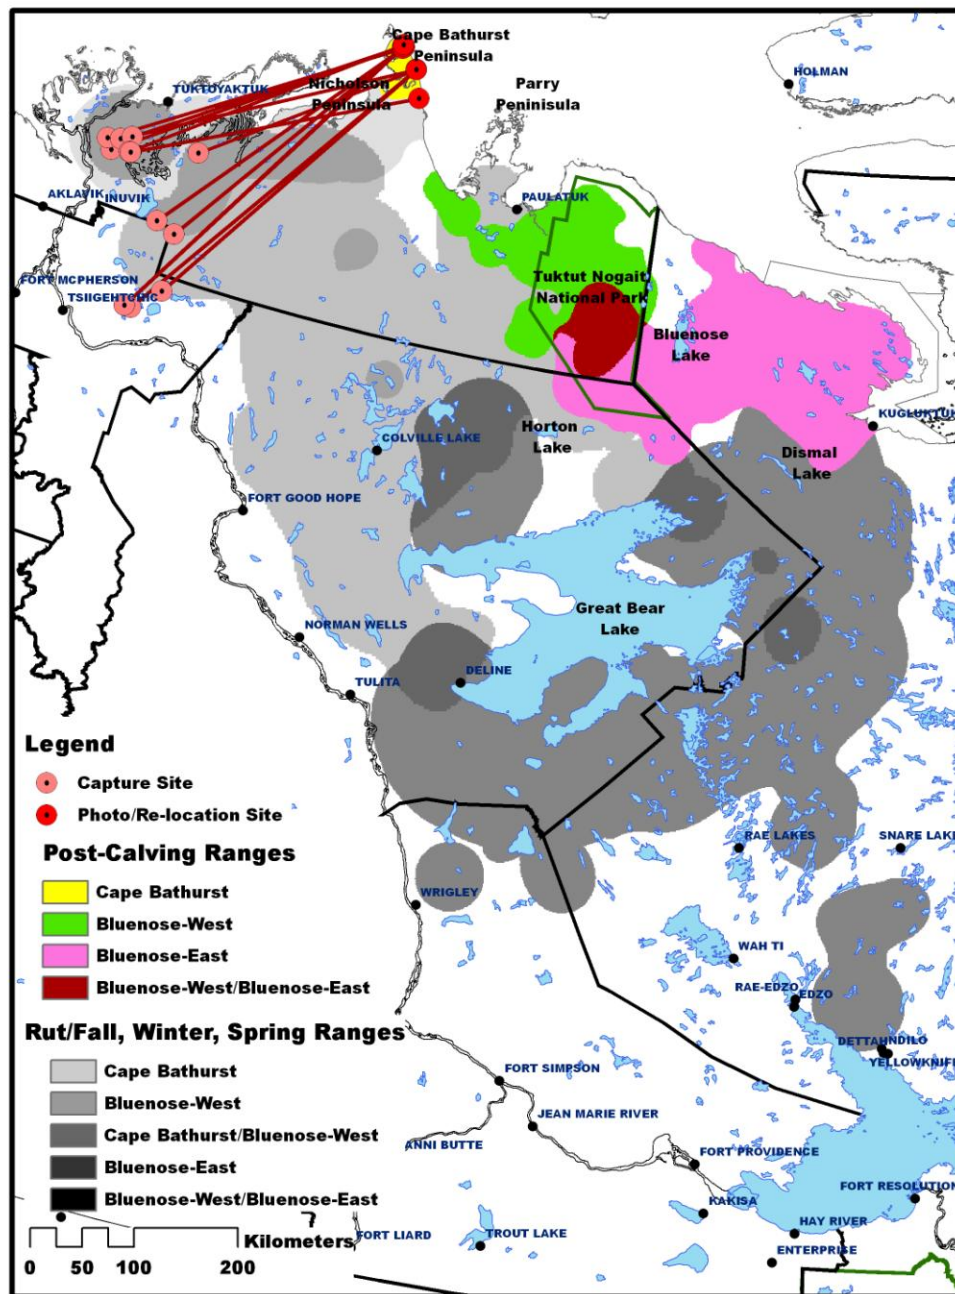 Cape Bathurst
Peninsula
HOLMAN
TUKTOYAKTUK
Nicholson
Peninsula
Parry
Peninisula
AKLAVIK
INUVIK
PAULATUK
FORT MCPHERSON
TSIIGEHTCHIC
Tuktut Nogait
National Park
Bluenose
Lake
KUGLUKTUK
Horton
Lake
COLVILLE LAKE
Dismal
Lake
FORT GOOD HOPE
Great Bear
Lake
NORMAN WELLS
DELINE
TULITA
Legend
Capture Site
Photo/Re-location Site
Post-Calving Ranges
Cape Bathurst
Bluenose-West
Bluenose-East
Bluenose-West/Bluenose-East
Rut/Fall, Winter, Spring Ranges
Cape Bathurst
Bluenose-West
Cape Bathurst/Bluenose-West
Bluenose-East
Bluenose-West/Bluenose-East
Kilometers
0 50 100 200
RAE LAKES
SNARE LAKE
WRIGLEY
WAH TI
RAE-EDZO
EDZO
DETTAH
NDILO
YELLOWKNIFE
FORT SIMPSON
JEAN MARIE RIVER
ANNI BUTTE
FORT PROVIDENCE
FORT RESOLUTION
KAKISA
HAY RIVER
FORT LIARD
TROUT LAKE
ENTERPRISE